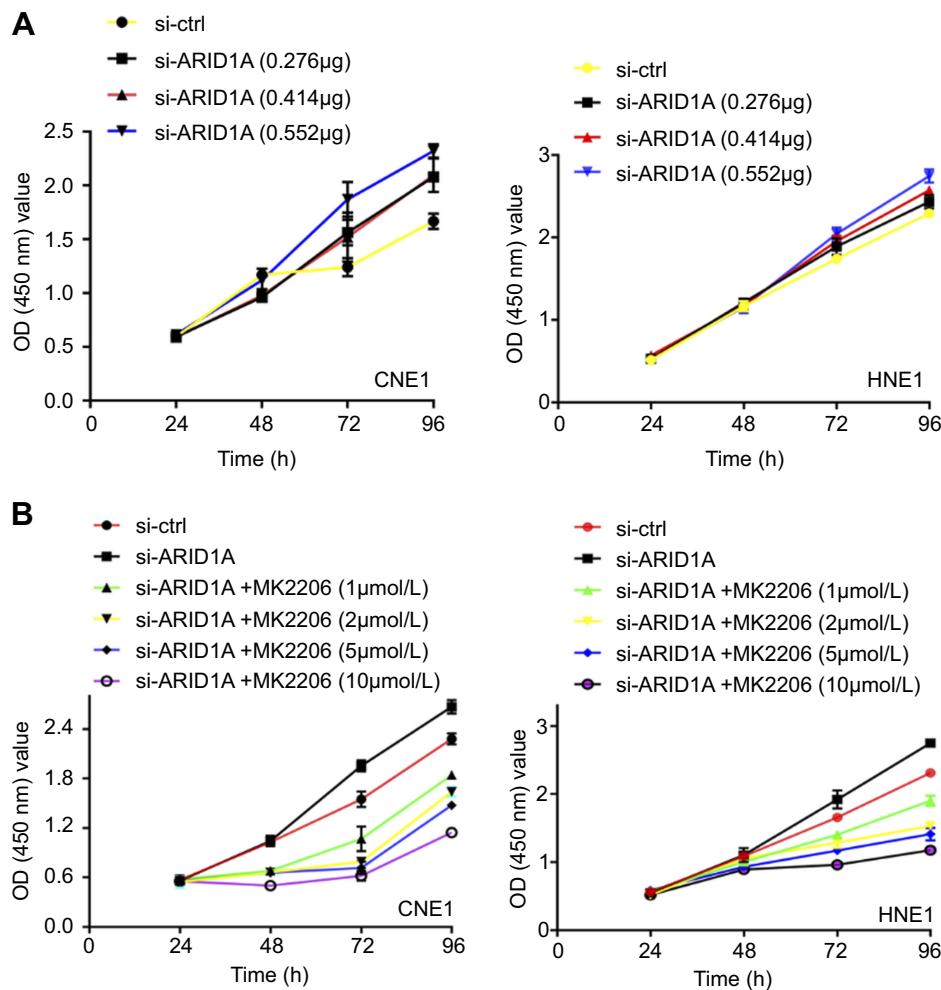 A
si-ctrl
si-ARID1A (0.276µg)
si-ARID1A (0.414µg)
si-ARID1A (0.552µg)
2.5
2.0
1.5
1.0
0.5
0.0
OD (450 nm) value
CNE1
0 24 48 72 96
Time (h)
si-ctrl
si-ARID1A (0.276µg)
si-ARID1A (0.414µg)
si-ARID1A (0.552µg)
3
2
1
0
OD (450 nm) value
HNE1
0 24 48 72 96
Time (h)
B
si-ctrl
si-ARID1A
si-ARID1A +MK2206 (1µmol/L)
si-ARID1A +MK2206 (2µmol/L)
si-ARID1A +MK2206 (5µmol/L)
si-ARID1A +MK2206 (10µmol/L)
2.4
1.8
1.2
0.6
0.0
OD (450 nm) value
CNE1
0 24 48 72 96
Time (h)
si-ctrl
si-ARID1A
si-ARID1A +MK2206 (1µmol/L)
si-ARID1A +MK2206 (2µmol/L)
si-ARID1A +MK2206 (5µmol/L)
si-ARID1A +MK2206 (10µmol/L)
3
2
1
0
OD (450 nm) value
HNE1
0 24 48 72 96
Time (h)